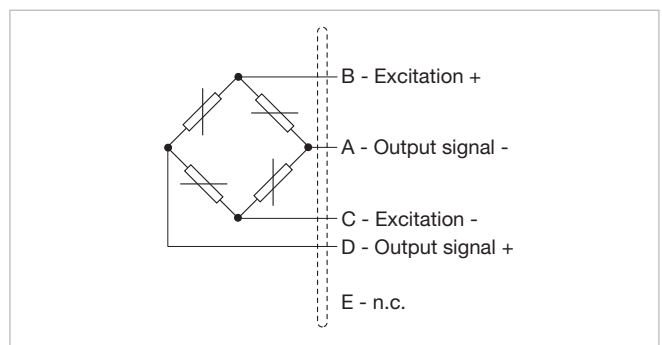 B - Excitation +
A - Output signal -
C - Excitation -
D - Output signal +
E - n.c.